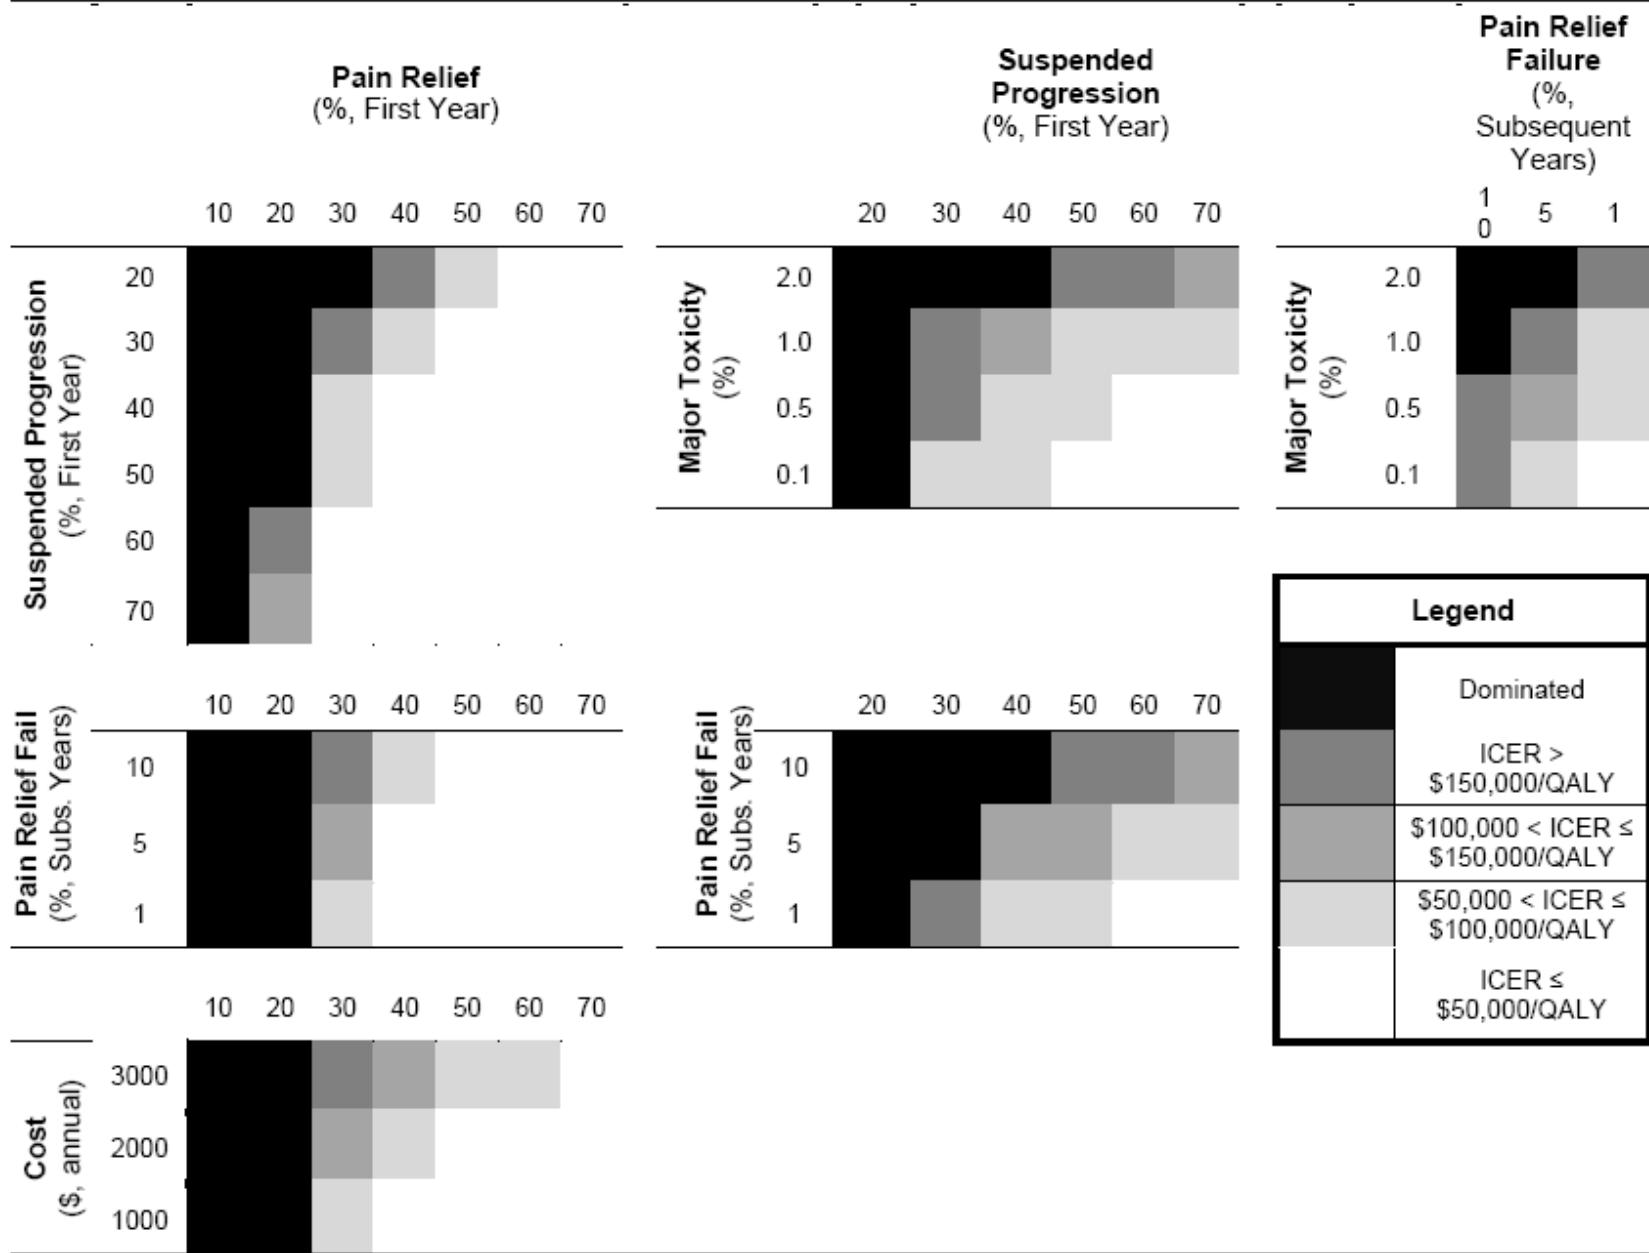 Pain Relief
(%, First Year)
Suspended
Progression
(%, First Year)
Pain Relief
Failure
(%,
Subsequent
Years)
10 20 30 40 50 60 70
20 30 40 50 60 70
1
0 5 1
Suspended Progression
(%, First Year)
20
30
40
50
60
70
Major Toxicity
(%)
2.0
1.0
0.5
0.1
Major Toxicity
(%)
2.0
1.0
0.5
0.1
10 20 30 40 50 60 70
Pain Relief Fail
(%, Subs. Years)
10
5
1
20 30 40 50 60 70
Pain Relief Fail
(%, Subs. Years)
10
5
1
10 20 30 40 50 60 70
Cost
($, annual)
3000
2000
1000
Legend
Dominated
ICER >
$150,000/QALY
$100,000 < ICER ≤
$150,000/QALY
$50,000 < ICER ≤
$100,000/QALY
ICER ≤
$50,000/QALY